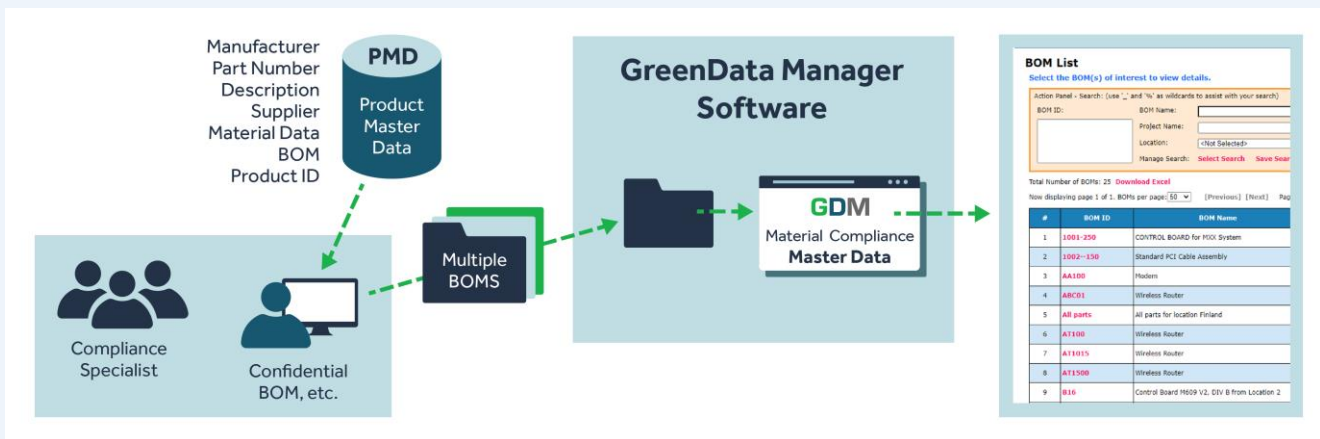 Manufacturer
Part Number
Description
Supplier
Material Data
BOM
Product ID
PMD
Product
Master
Data
Compliance
Specialist
Confidential
BOM, etc.
Multiple
BOMS
GreenData Manager
Software
GDM
Material Compliance
Master Data
BOM List
Select the BOM(s) of interest to view details.
Action Panel - Search: (use '_' and '%' as wildcards to assist with your search)
BOM ID:
BOM Name:
Project Name:
Location: <Not Selected>
Manage Search: Select Search Save Sear
Total Number of BOMs: 25 Download Excel
Now displaying page 1 of 1. BOMs per page: 50 [Previous] [Next] Pag
# BOM ID BOM Name
1 1001-250 CONTROL BOARD for MXX System
2 1002--150 Standard PCI Cable Assembly
3 AA100 Modem
4 ABC01 Wireless Router
5 All parts All parts for location Finland
6 AT100 Wireless Router
7 AT1015 Wireless Router
8 AT1500 Wireless Router
9 B16 Control Board M609 V2, DIV B from Location 2